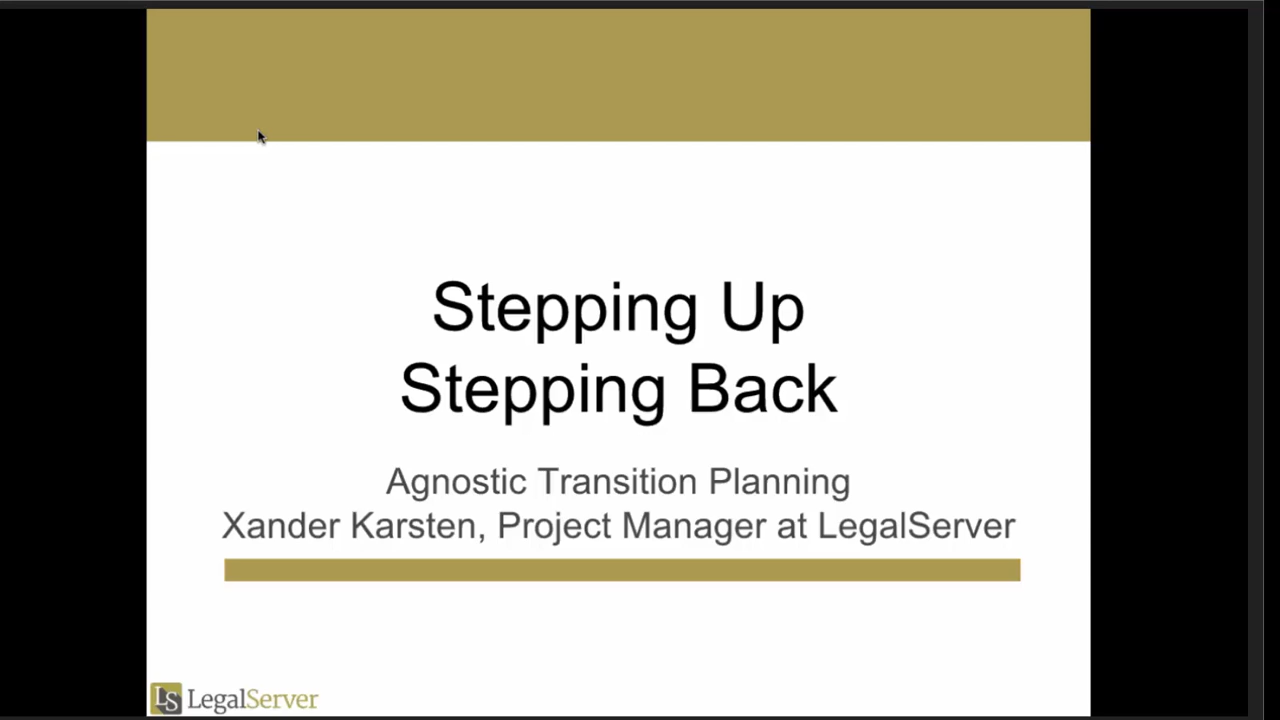 Stepping Up
Stepping Back
Agnostic Transition Planning
Xander Karsten, Project Manager at LegalServer
LS LegalServer